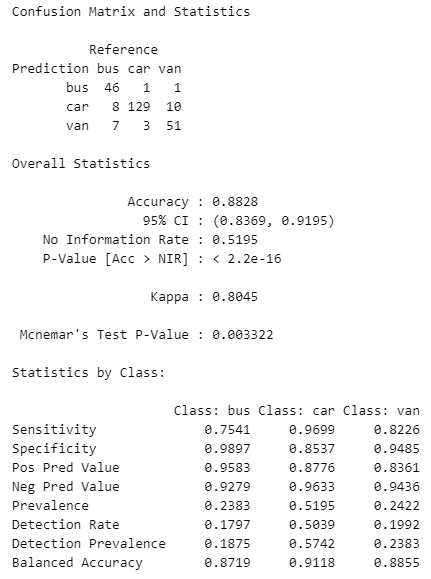 Confusion Matrix and Statistics
Reference
Prediction bus car van
bus 46 1 1
car 8 129 10
van 7 3 51
Overall Statistics
Accuracy : 0.8828
95% CI : (0.8369, 0.9195)
No Information Rate : 0.5195
P-Value [Acc > NIR] : < 2.2e-16
Kappa : 0.8045
Mcnemar's Test P-Value : 0.003322
Statistics by Class:
Class: bus Class: car Class: van
Sensitivity 0.7541 0.9699 0.8226
Specificity 0.9897 0.8537 0.9485
Pos Pred Value 0.9583 0.8776 0.8361
Neg Pred Value 0.9279 0.9633 0.9436
Prevalence 0.2383 0.5195 0.2422
Detection Rate 0.1797 0.5039 0.1992
Detection Prevalence 0.1875 0.5742 0.2383
Balanced Accuracy 0.8719 0.9118 0.8855